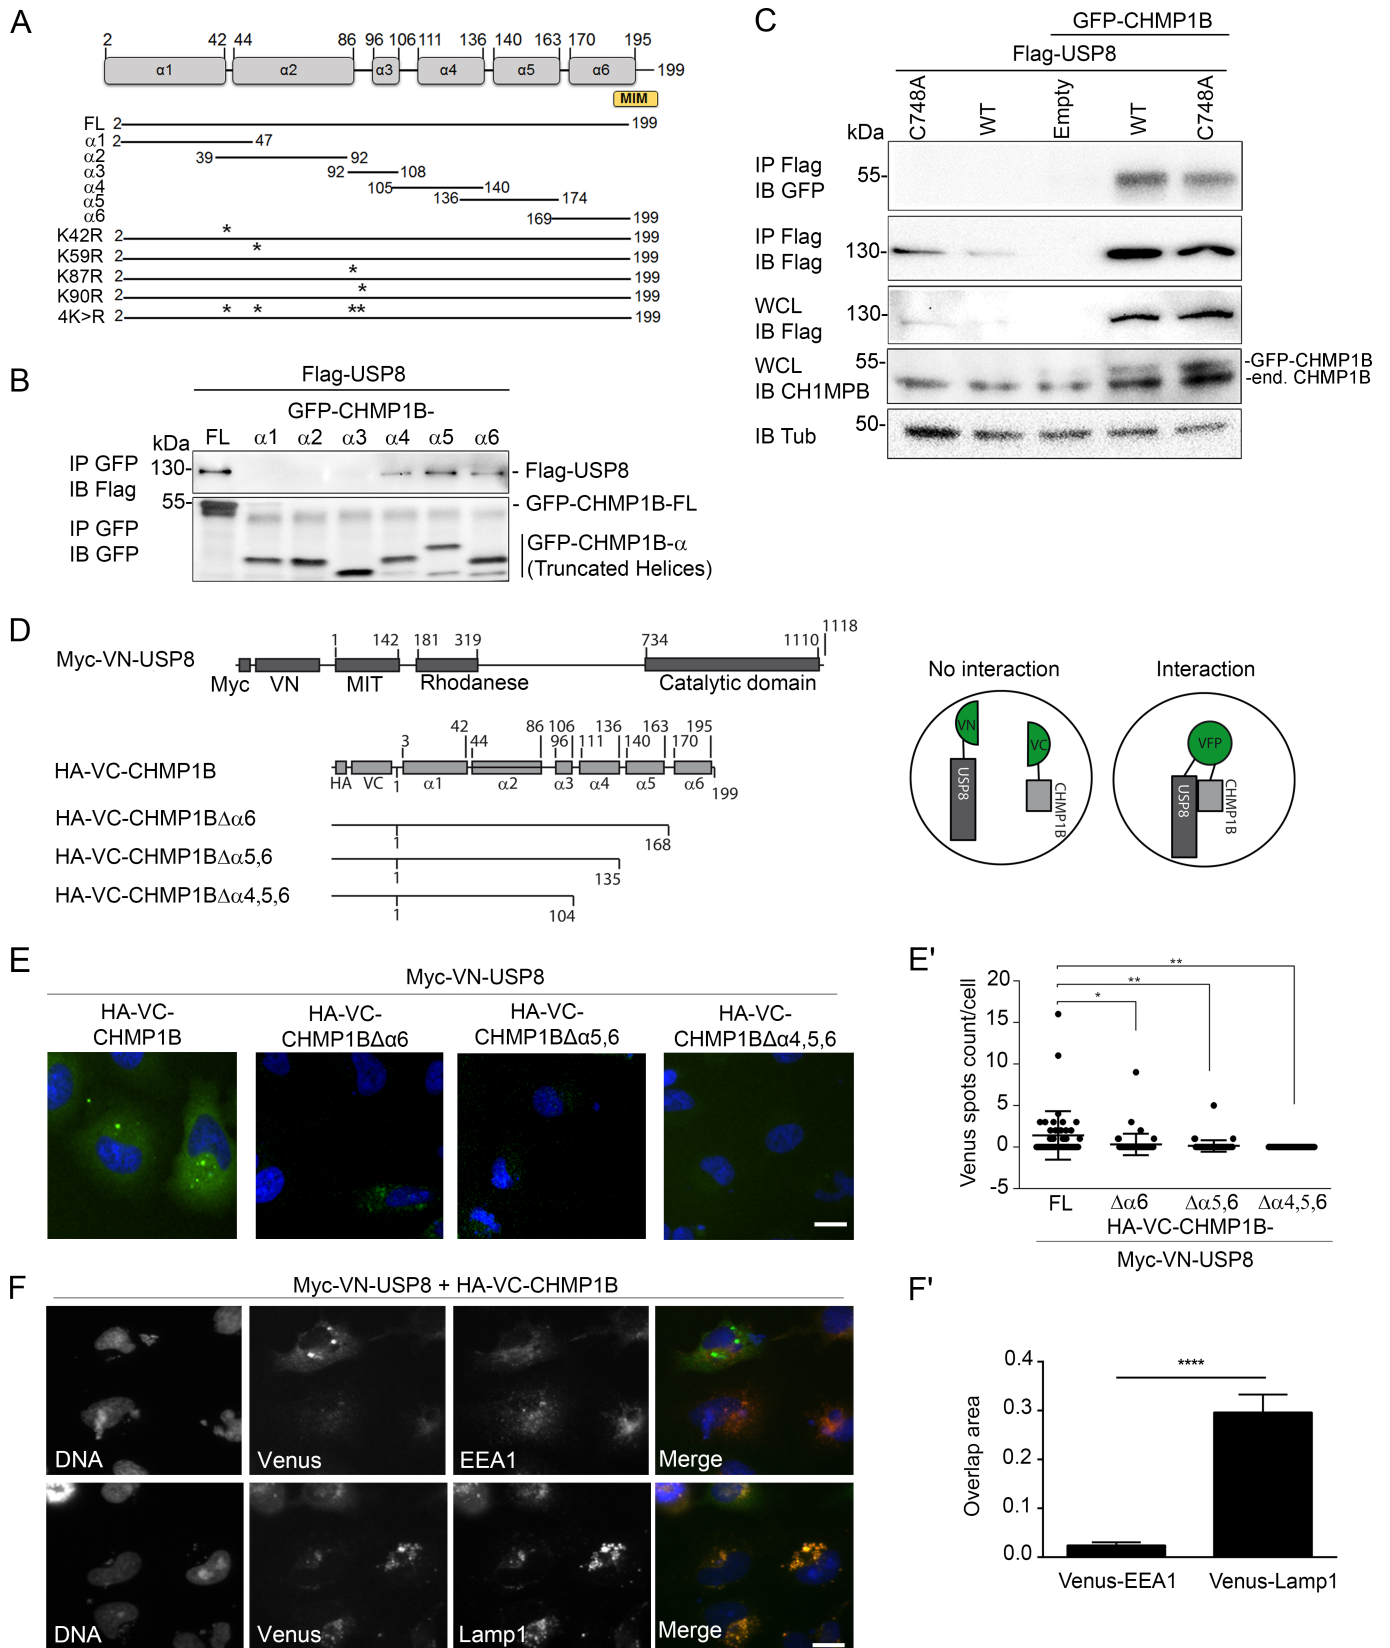 A
2 42 44 86 96 106 111 136 140 163 170 195
α1 α2 α3 α4 α5 α6 199
MIM
FL 2 199
α1 2 47
α2 39 92
α3 92 108
α4 105 140
α5 136 174
α6 169 199
*
K42R 2 199
*
K59R 2 199
*
K87R 2 199
*
K90R 2 199
* * **
4K>R 2 199
B
Flag-USP8
GFP-CHMP1B-
kDa FL α1 α2 α3 α4 α5 α6
IP GFP
IB Flag
130-
- Flag-USP8
55-
- GFP-CHMP1B-FL
IP GFP
IB GFP
GFP-CHMP1B-α
(Truncated Helices)
C
GFP-CHMP1B
Flag-USP8
kDa C748A WT Empty WT C748A
IP Flag
IB GFP
55-
IP Flag
IB Flag
130-
WCL
IB Flag
130-
WCL
IB CH1MPB
55-
-GFP-CHMP1B
-end. CHMP1B
IB Tub
50-
D
1 142 181 319 734 1110 1118
Myc-VN-USP8
Myc VN MIT Rhodanese Catalytic domain
3 42 44 86 96 106 111 136 140 163 170 195
HA-VC-CHMP1B
HA VC 1 α1 α2 α3 α4 α5 α6 199
HA-VC-CHMP1BΔα6
1 168
HA-VC-CHMP1BΔα5,6
1 135
HA-VC-CHMP1BΔα4,5,6
1 104
No interaction
VN VC
USP8 CHMP1B
Interaction
VFP
USP8 CHMP1B
E
Myc-VN-USP8
HA-VC-
CHMP1B
HA-VC-
CHMP1BΔα6
HA-VC-
CHMP1BΔα5,6
HA-VC-
CHMP1BΔα4,5,6
E'
Venus spots count/cell
20
15
10
5
0
-5
**
**
*
FL Δα6 Δα5,6 Δα4,5,6
HA-VC-CHMP1B-
Myc-VN-USP8
F
Myc-VN-USP8 + HA-VC-CHMP1B
DNA Venus EEA1 Merge
DNA Venus Lamp1 Merge
F'
Overlap area
0.4
0.3
0.2
0.1
0.0
****
Venus-EEA1 Venus-Lamp1